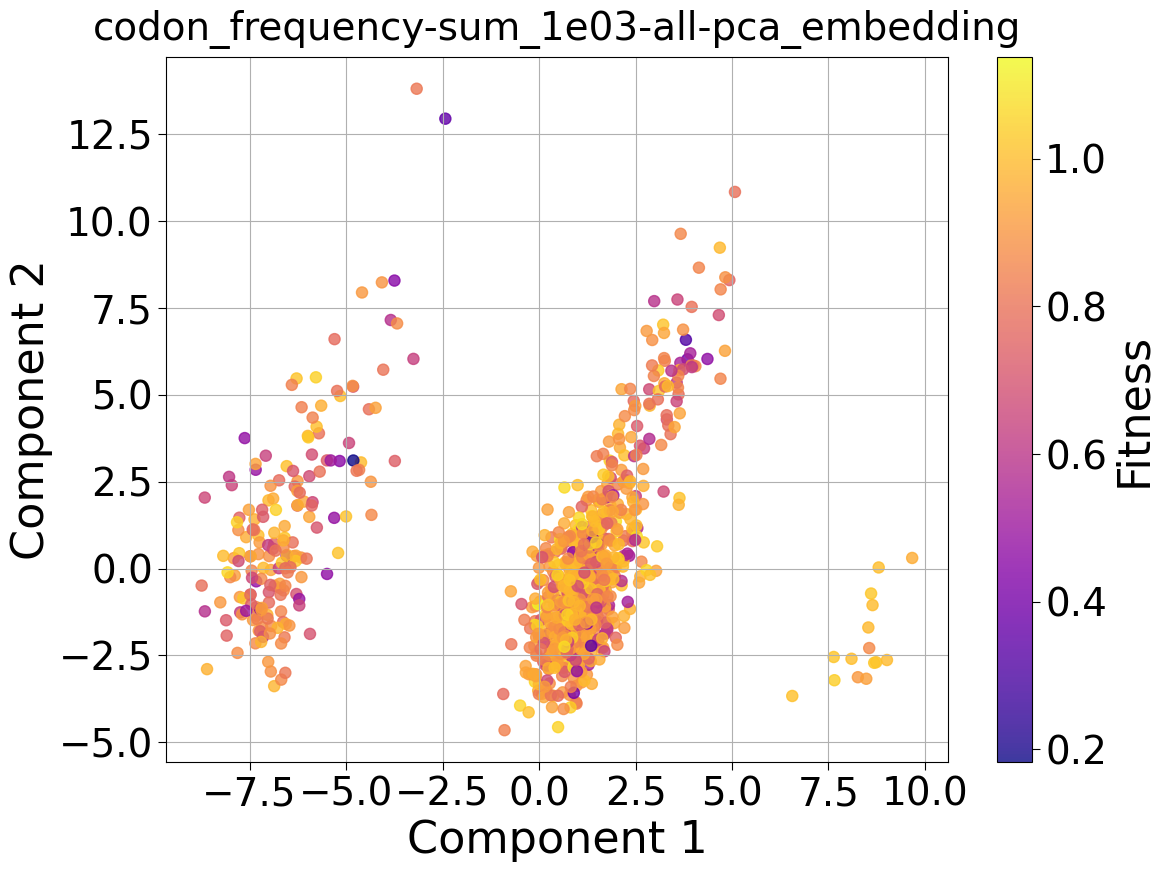 codon_frequency-sum_1e03-all-pca_embedding
12.5
10.0
7.5
5.0
2.5
0.0
−2.5
−5.0
Component 2
−7.5 −5.0 −2.5 0.0 2.5 5.0 7.5 10.0
Component 1
1.0
0.8
0.6
0.4
0.2
Fitness